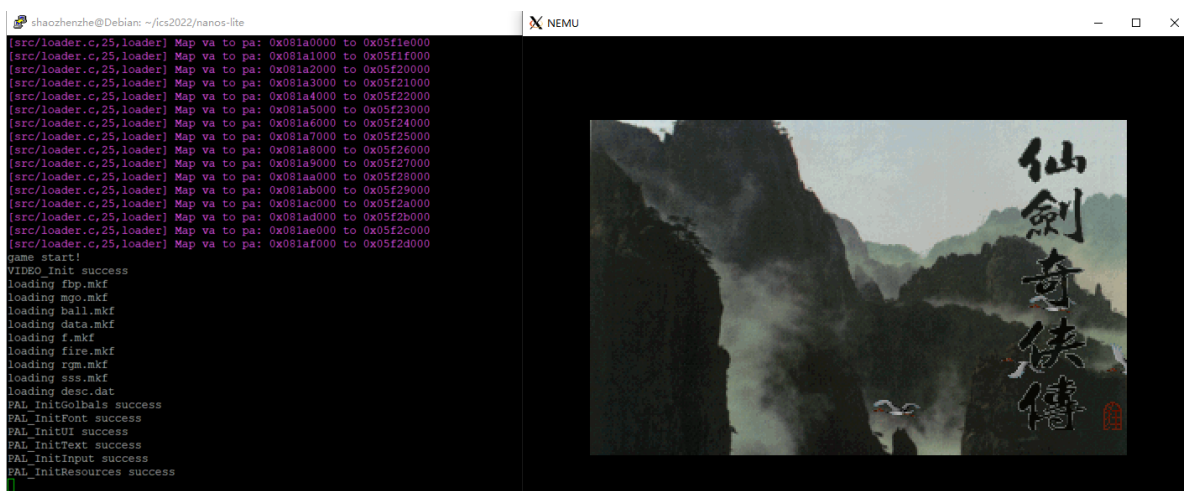 shaozhenzhe@Debian: ~/ics2022/nanos-lite
[src/loader.c,25,loader] Map va to pa: 0x081a0000 to 0x05f1e000
[src/loader.c,25,loader] Map va to pa: 0x081a1000 to 0x05f1f000
[src/loader.c,25,loader] Map va to pa: 0x081a2000 to 0x05f20000
[src/loader.c,25,loader] Map va to pa: 0x081a3000 to 0x05f21000
[src/loader.c,25,loader] Map va to pa: 0x081a4000 to 0x05f22000
[src/loader.c,25,loader] Map va to pa: 0x081a5000 to 0x05f23000
[src/loader.c,25,loader] Map va to pa: 0x081a6000 to 0x05f24000
[src/loader.c,25,loader] Map va to pa: 0x081a7000 to 0x05f25000
[src/loader.c,25,loader] Map va to pa: 0x081a8000 to 0x05f26000
[src/loader.c,25,loader] Map va to pa: 0x081a9000 to 0x05f27000
[src/loader.c,25,loader] Map va to pa: 0x081aa000 to 0x05f28000
[src/loader.c,25,loader] Map va to pa: 0x081ab000 to 0x05f29000
[src/loader.c,25,loader] Map va to pa: 0x081ac000 to 0x05f2a000
[src/loader.c,25,loader] Map va to pa: 0x081ad000 to 0x05f2b000
[src/loader.c,25,loader] Map va to pa: 0x081ae000 to 0x05f2c000
[src/loader.c,25,loader] Map va to pa: 0x081af000 to 0x05f2d000
game start!
VIDEO_Init success
loading fbp.mkf
loading mgo.mkf
loading ball.mkf
loading data.mkf
loading f.mkf
loading fire.mkf
loading rgm.mkf
loading sss.mkf
loading desc.dat
PAL_InitGolbals success
PAL_InitFont success
PAL_InitUI success
PAL_InitText success
PAL_InitInput success
PAL_InitResources success
NEMU
仙劍奇俠傳